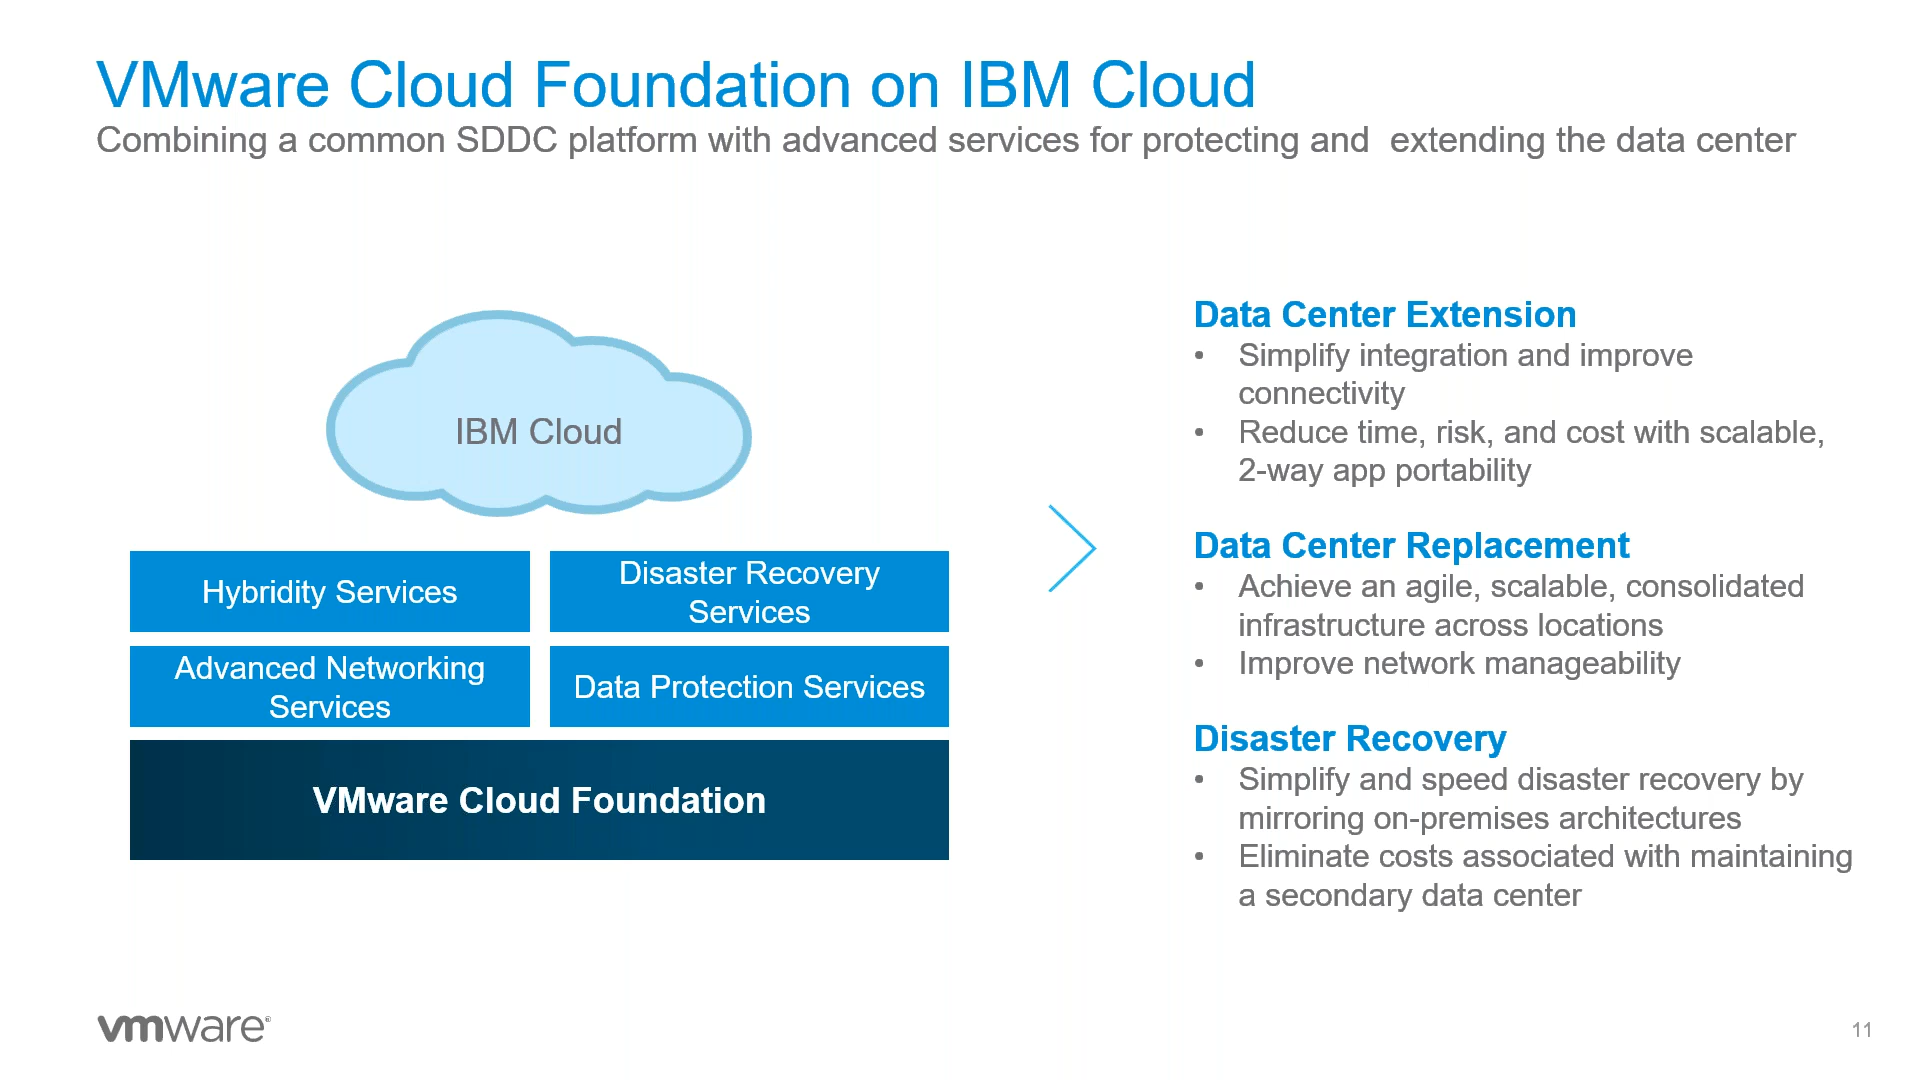 VMware Cloud Foundation on IBM Cloud
Combining a common SDDC platform with advanced services for protecting and  extending the data center
IBM Cloud
Hybridity Services
Disaster Recovery
Services
Advanced Networking
Services
Data Protection Services
VMware Cloud Foundation
Data Center Extension
• Simplify integration and improve
connectivity
• Reduce time, risk, and cost with scalable,
2-way app portability
Data Center Replacement
• Achieve an agile, scalable, consolidated
infrastructure across locations
• Improve network manageability
Disaster Recovery
• Simplify and speed disaster recovery by
mirroring on-premises architectures
• Eliminate costs associated with maintaining
a secondary data center
vmware®
11